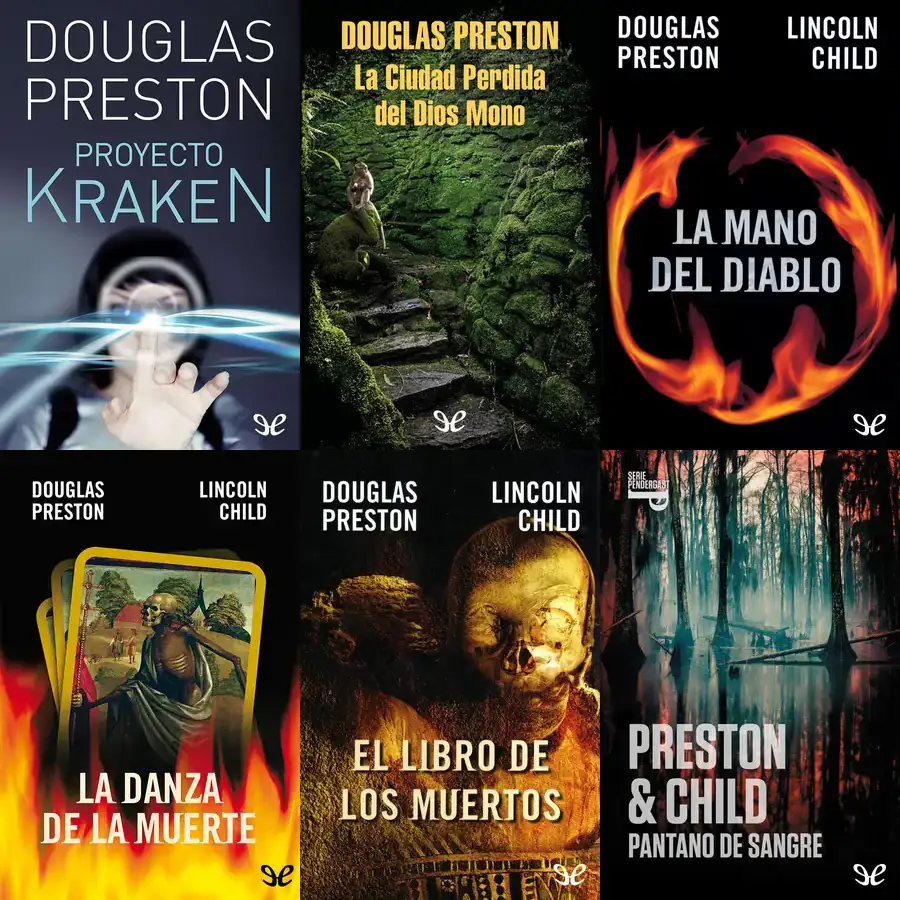 DOUGLAS
PRESTON
PROYECTO
KRAKEN
DOUGLAS PRESTON
La Ciudad Perdida
del Dios Mono
DOUGLAS
PRESTON
LINCOLN
CHILD
LA MANO
DEL DIABLO
DOUGLAS
PRESTON
LINCOLN
CHILD
LA DANZA
DE LA MUERTE
DOUGLAS
PRESTON
LINCOLN
CHILD
EL LIBRO DE
LOS MUERTOS
SERIE
PENDERGAST
PRESTON
& CHILD
PANTANO DE SANGRE